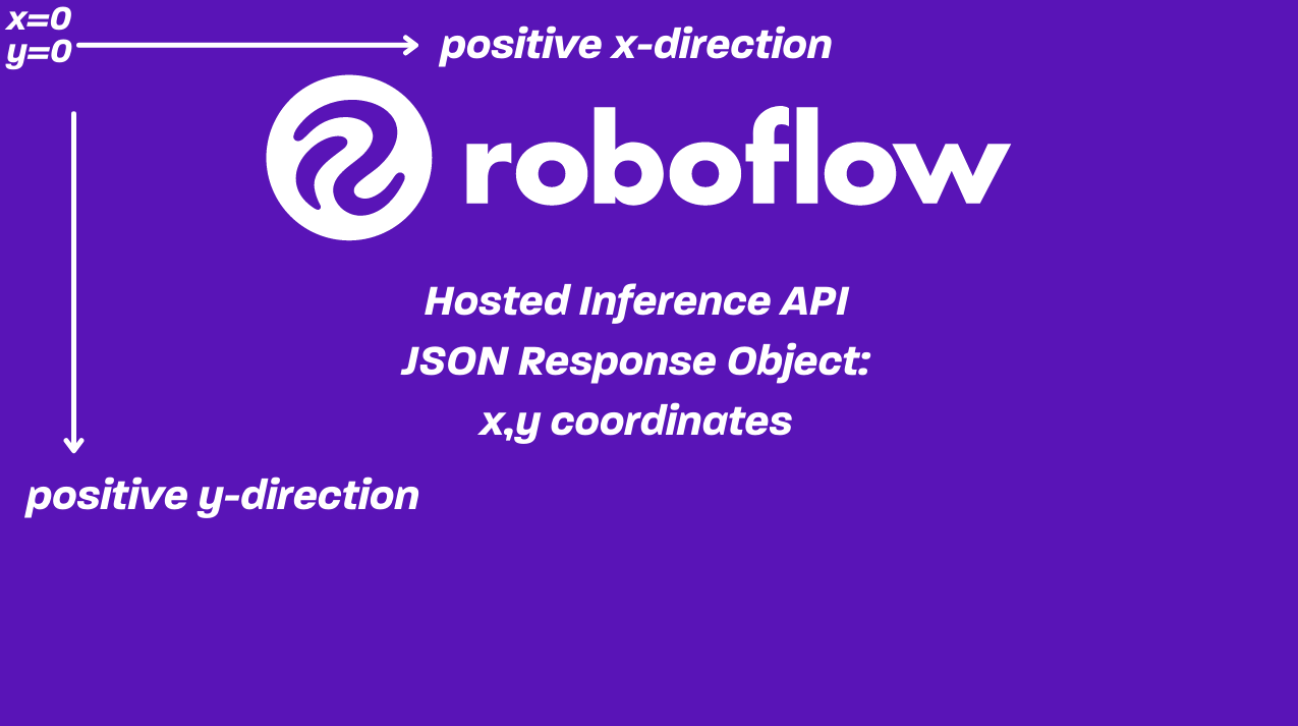 x=0
y=0
positive x-direction
roboflow
Hosted Inference API
JSON Response Object:
x,y coordinates
positive y-direction